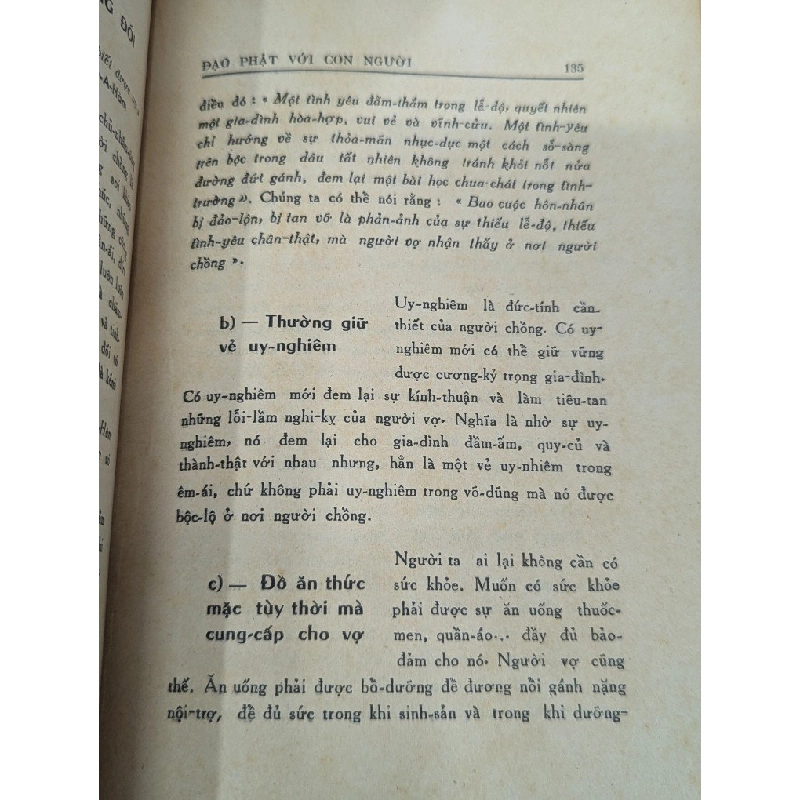 ĐẠO PHẬT VỚI CON NGƯỜI 135
điều đó : « Một tình yêu đằm-thắm trong lễ-độ, quyết nhiên
một gia-đình hòa-hợp, vui vẻ và vĩnh-cửu. Một tình-yêu
chỉ hướng về sự thỏa-mãn nhục-dục một cách sỗ-sàng
trên bộc trong dâu tất nhiên không tránh khỏi nỗi nửa
đường đứt gánh, đem lại một bài học chua-chát trong tình-
trường ». Chúng ta có thể nói rằng : « Bao cuộc hôn-nhân
bị đảo-lộn, bị tan vỡ là phản-ảnh của sự thiếu lễ-độ, thiếu
tình-yêu chân-thật, mà người vợ nhận thấy ở nơi người
chồng ».
b) — Thường giữ
vẻ uy-nghiêm
Uy-nghiêm là đức-tính cần
thiết của người chồng. Có uy-
nghiêm mới có thể giữ vững
được cương-kỷ trọng gia-đình.
Có uy-nghiêm mới đem lại sự kính-thuận và làm tiêu-tan
những lỗi-lầm nghi-kỵ của người vợ. Nghĩa là nhờ sự uy-
nghiêm, nó đem lại cho gia-đình đầm-ấm, quy-củ và
thành-thật với nhau nhưng, hẳn là một vẻ uy-nhiêm trong
êm-ái, chứ không phải uy-nghiêm trong võ-dũng mà nó được
bộc-lộ ở nơi người chồng.
c) — Đồ ăn thức
mặc tùy thời mà
cung-cấp cho vợ
Người ta ai lại không cần có
sức khỏe. Muốn có sức khỏe
phải được sự ăn uống thuốc-
men, quần-áo... đầy đủ bảo-
đảm cho nó. Người vợ cũng
thế. Ăn uống phải được bồ-dưỡng để đương nổi gánh nặng
nội-trợ, để đủ sức trong khi sinh-sản và trong khi dưỡng-